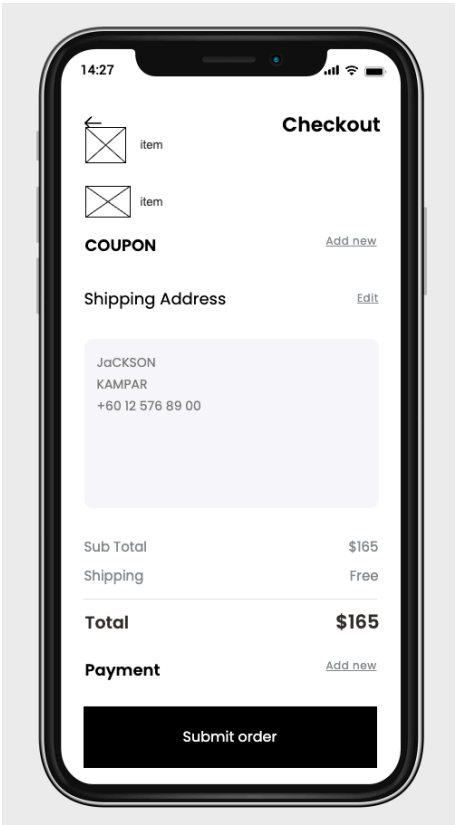 14:27
Checkout
item
item
COUPON Add new
Shipping Address Edit
JaCKSON
KAMPAR
+60 12 576 89 00
Sub Total $165
Shipping Free
Total $165
Payment Add new
Submit order